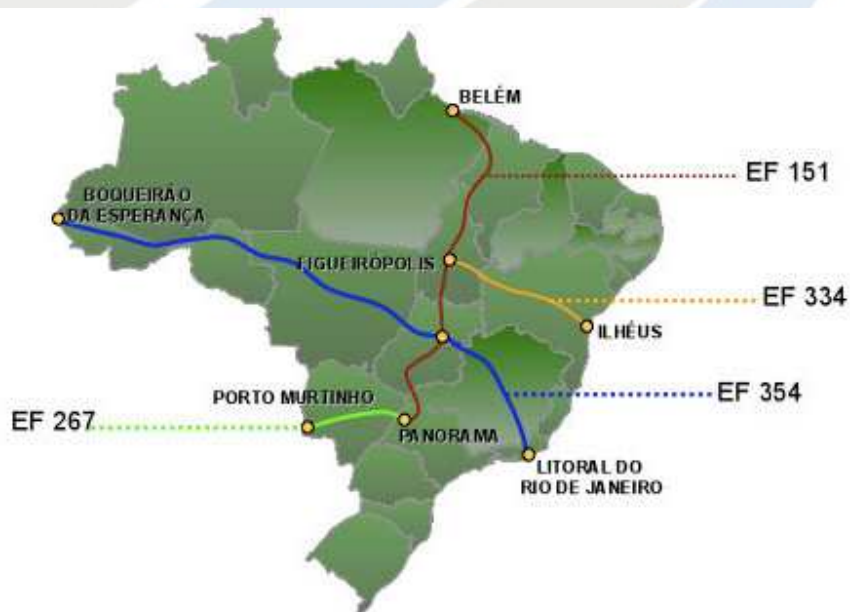 BELÉM
EF 151
BOQUEIRÃO
DA ESPERANÇA
FIGUEIRÓPOLIS
EF 334
ILHÉUS
PORTO MURTINHO
EF 354
EF 267
PANORAMA
LITORAL DO
RIO DE JANEIRO